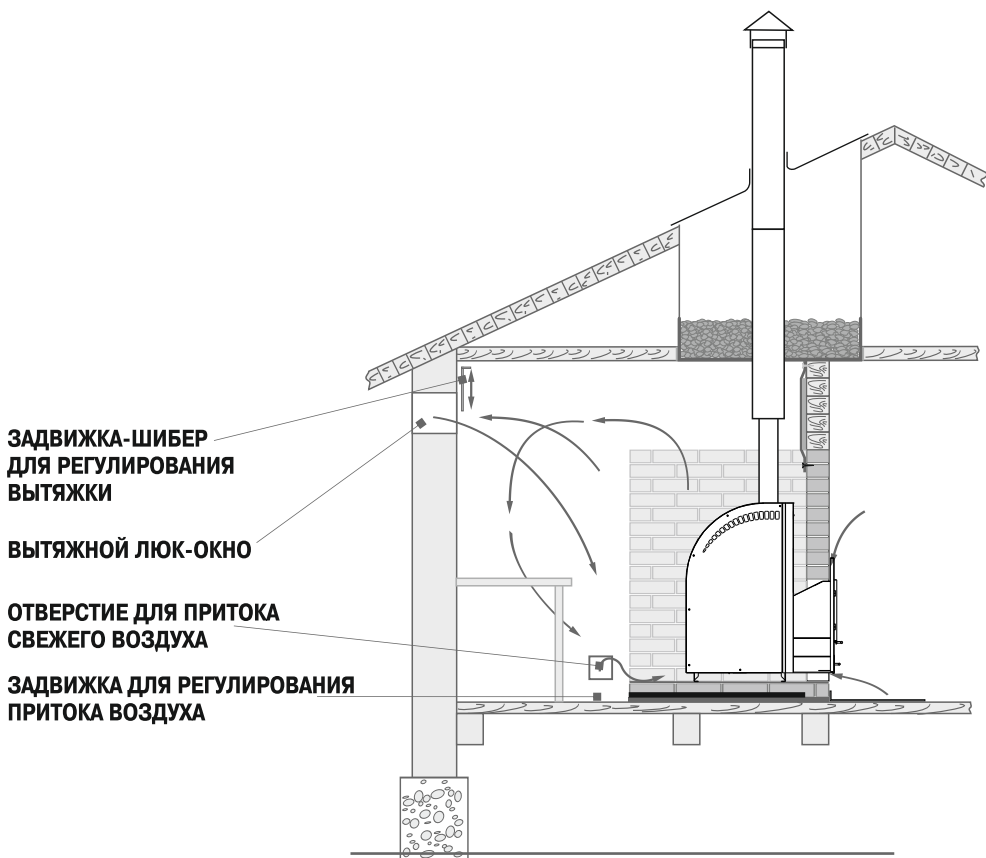 ЗАДВИЖКА-ШИБЕР
ДЛЯ РЕГУЛИРОВАНИЯ
ВЫТЯЖКИ
ВЫТЯЖНОЙ ЛЮК-ОКНО
ОТВЕРСТИЕ ДЛЯ ПРИТОКА
СВЕЖЕГО ВОЗДУХА
ЗАДВИЖКА ДЛЯ РЕГУЛИРОВАНИЯ
ПРИТОКА ВОЗДУХА